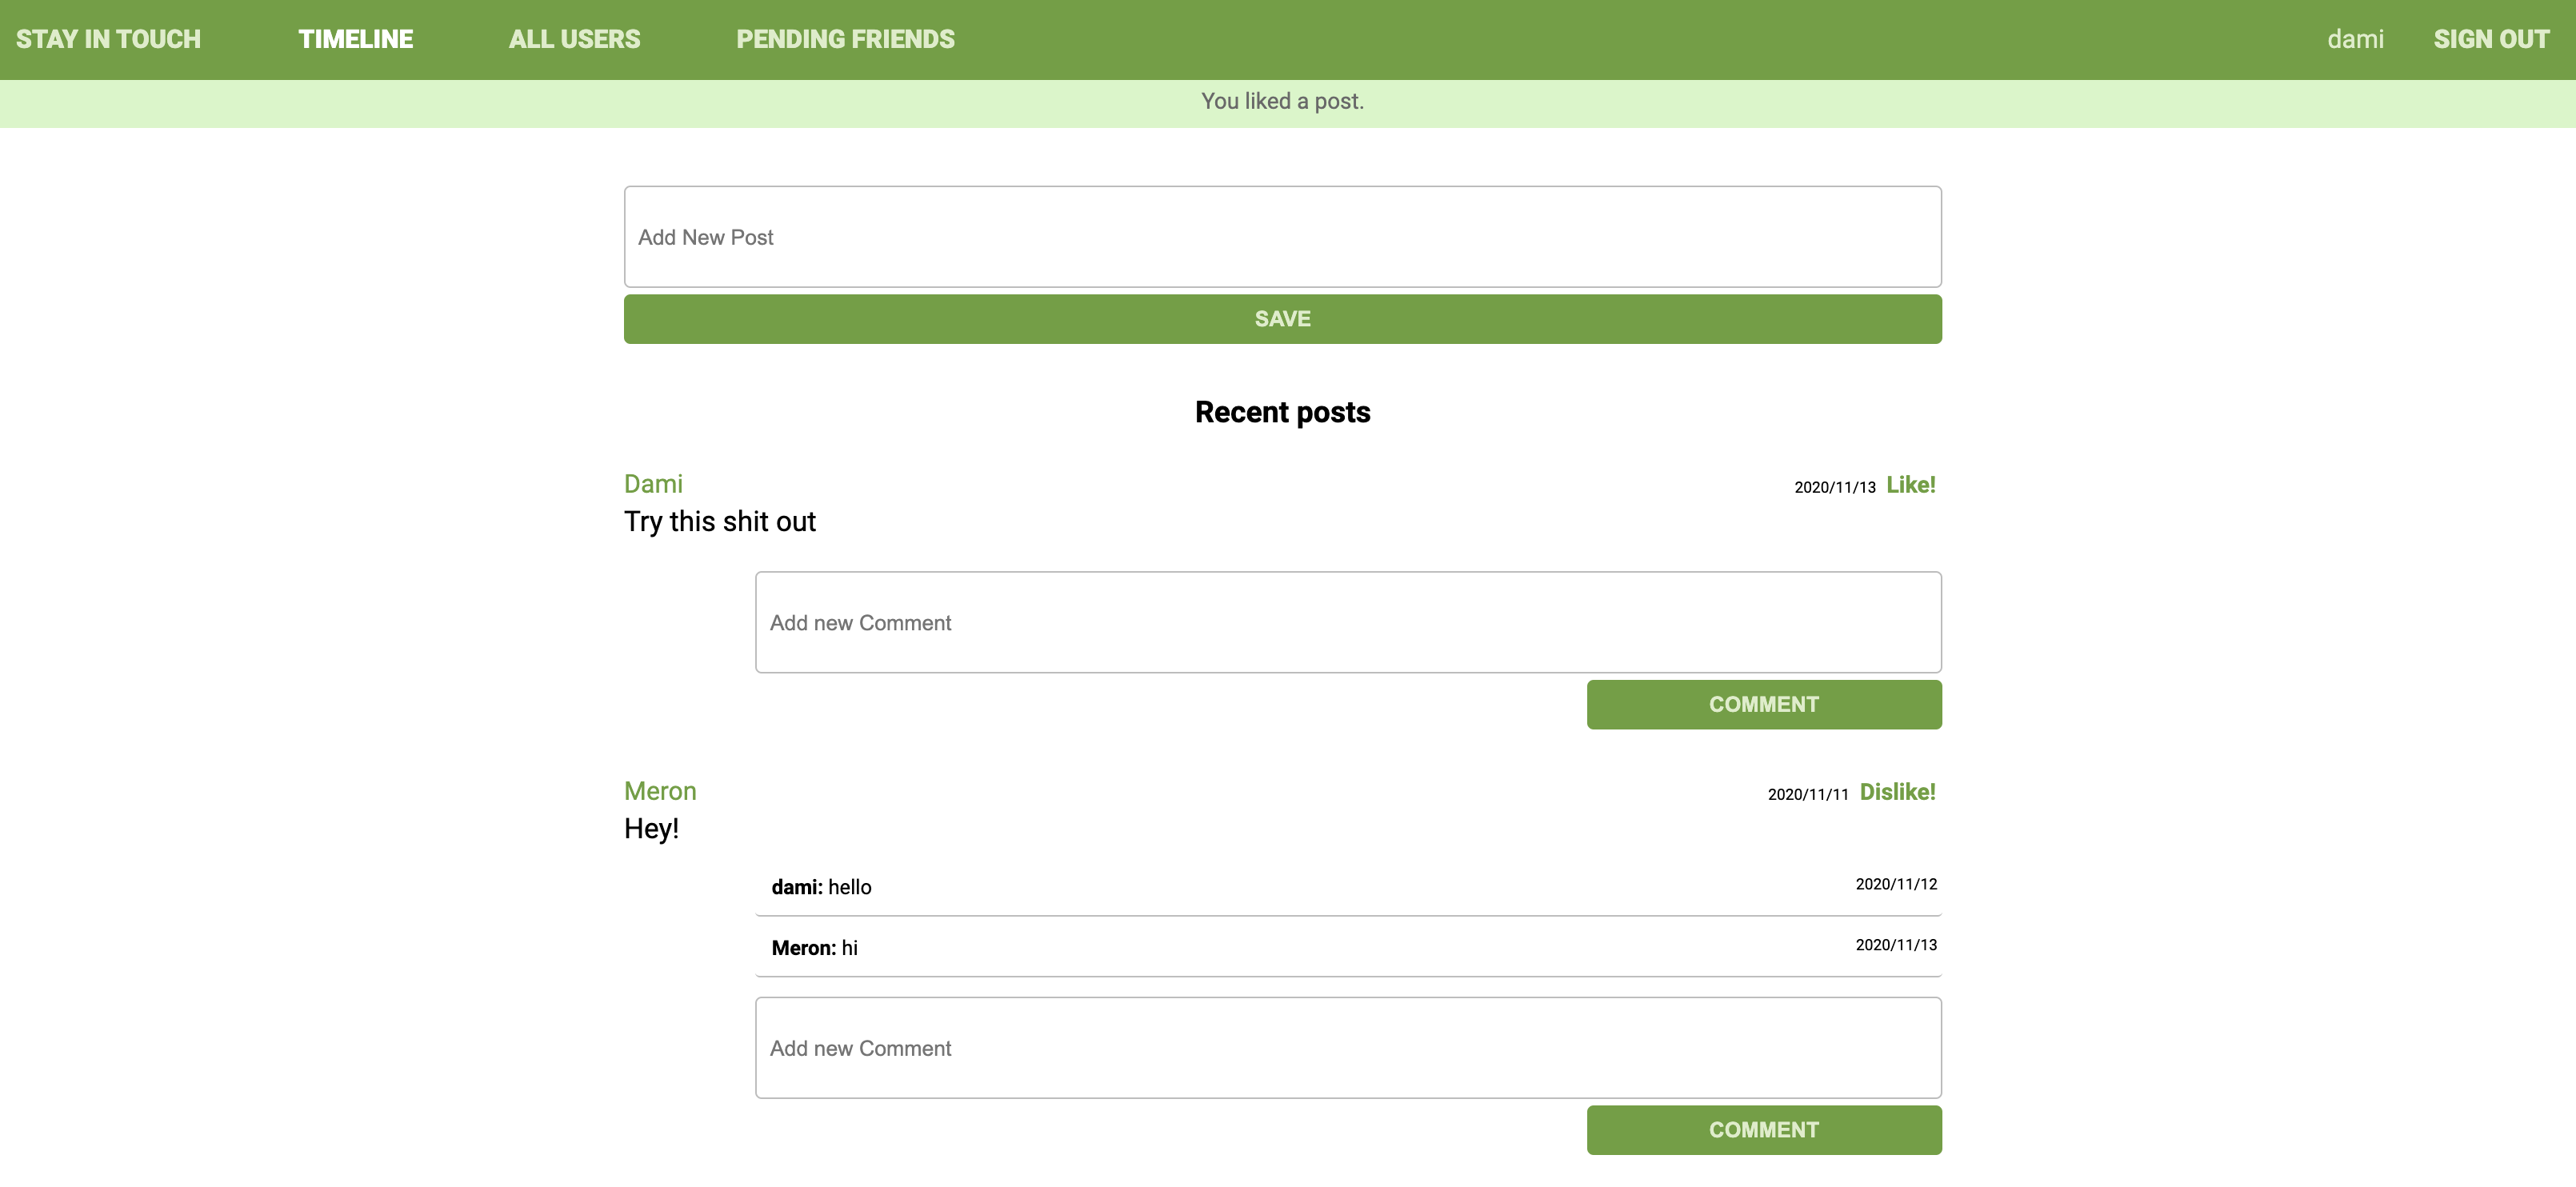 STAY IN TOUCH TIMELINE ALL USERS PENDING FRIENDS dami SIGN OUT
You liked a post.
Add New Post
SAVE
Recent posts
Dami 2020/11/13 Like!
Try this shit out
Add new Comment
COMMENT
Meron 2020/11/11 Dislike!
Hey!
dami: hello 2020/11/12
Meron: hi 2020/11/13
Add new Comment
COMMENT